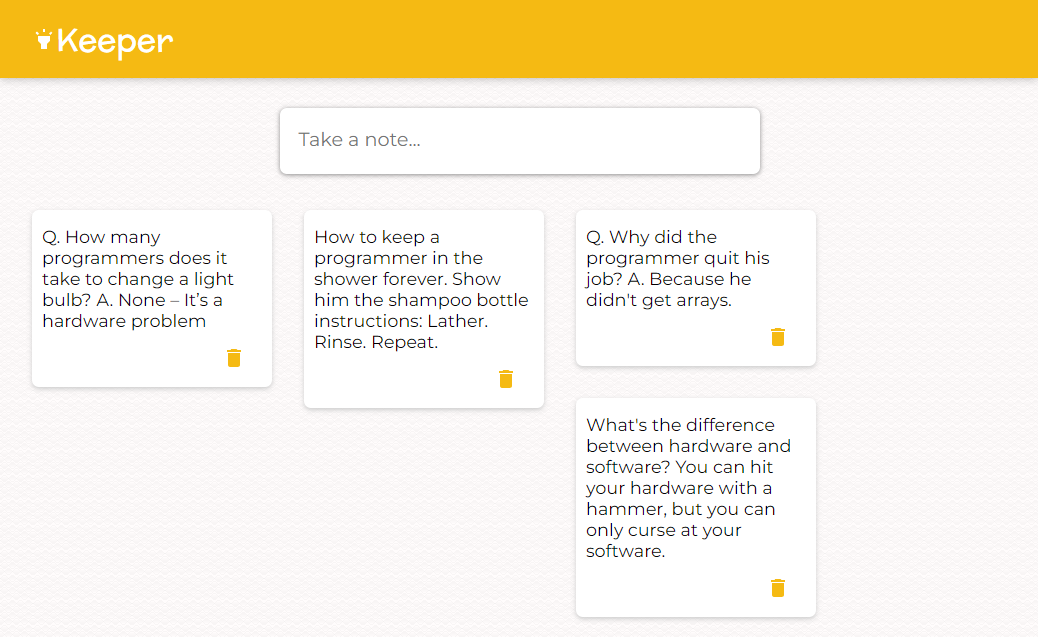 Keeper
Take a note...
Q. How many
programmers does it
take to change a light
bulb? A. None – It’s a
hardware problem
How to keep a
programmer in the
shower forever. Show
him the shampoo bottle
instructions: Lather.
Rinse. Repeat.
Q. Why did the
programmer quit his
job? A. Because he
didn't get arrays.
What's the difference
between hardware and
software? You can hit
your hardware with a
hammer, but you can
only curse at your
software.